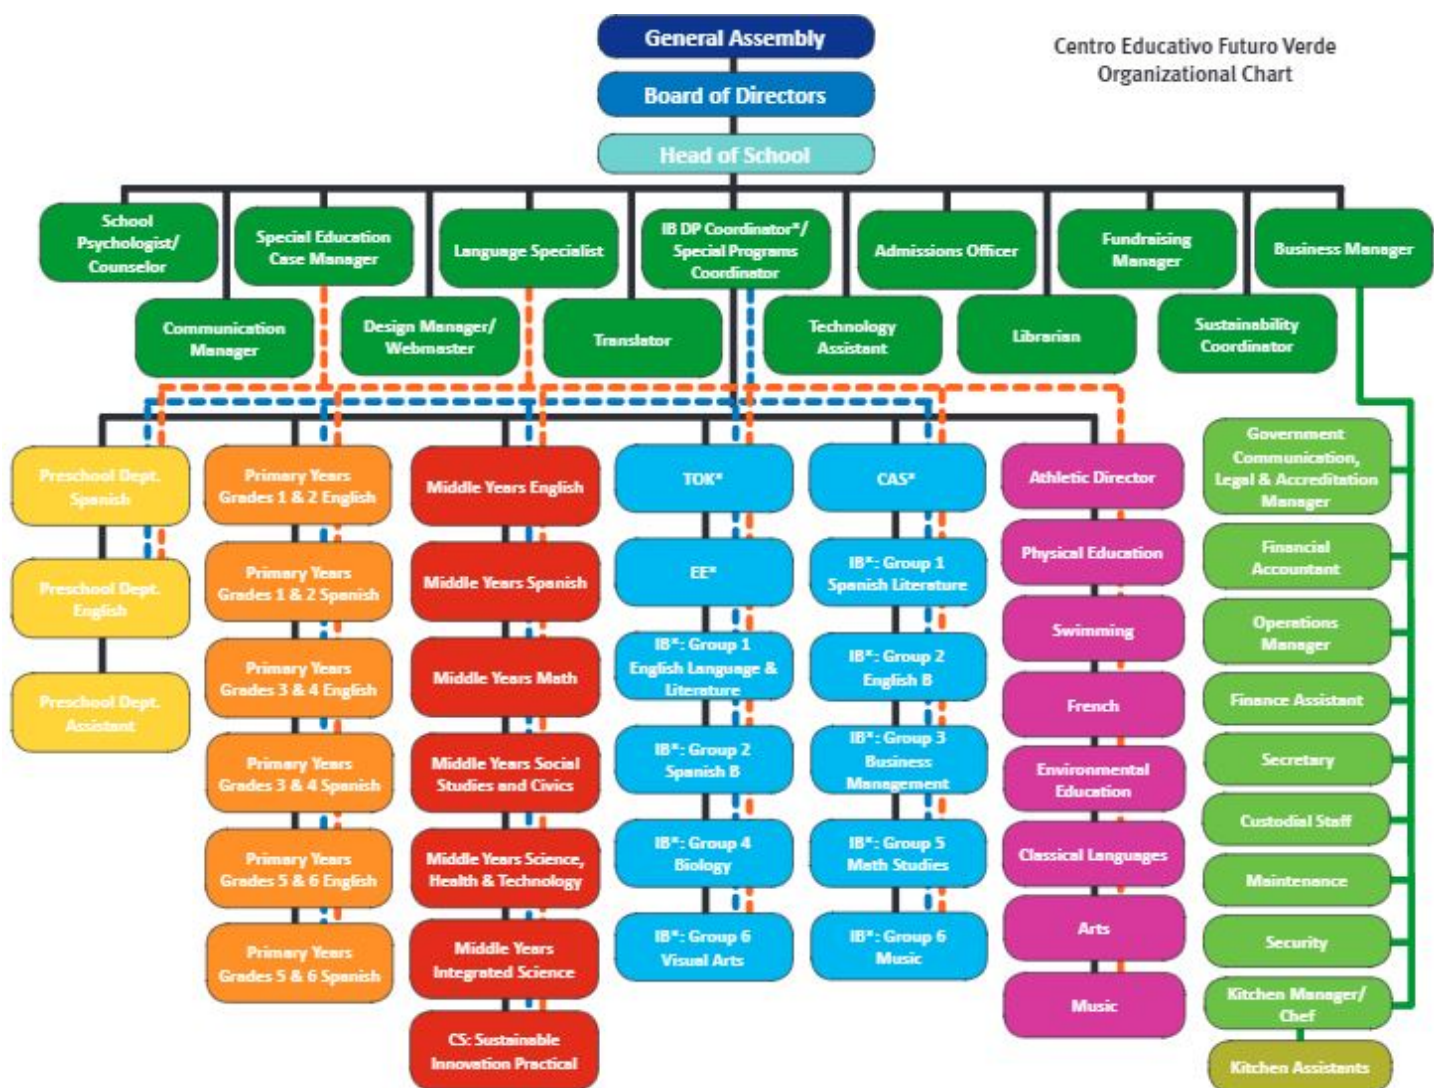 General Assembly
Centro Educativo Futuro Verde
Organizational Chart
Board of Directors
Head of School
School
Psychologist/
Counselor
Special Education
Case Manager
Language Specialist
IB DP Coordinator*/
Special Programs
Coordinator
Admissions Officer
Fundraising
Manager
Business Manager
Communication
Manager
Design Manager/
Webmaster
Translator
Technology
Assistant
Librarian
Sustainability
Coordinator
Preschool Dept.
Spanish
Preschool Dept.
English
Preschool Dept.
Assistant
Primary Years
Grades 1 & 2 English
Primary Years
Grades 1 & 2 Spanish
Primary Years
Grades 3 & 4 English
Primary Years
Grades 3 & 4 Spanish
Primary Years
Grades 5 & 6 English
Primary Years
Grades 5 & 6 Spanish
Middle Years English
Middle Years Spanish
Middle Years Math
Middle Years Social
Studies and Civics
Middle Years Science,
Health & Technology
Middle Years
Integrated Science
CS: Sustainable
Innovation Practical
TOK*
EE*
IB*: Group 1
English Language &
Literature
IB*: Group 2
Spanish B
IB*: Group 4
Biology
IB*: Group 6
Visual Arts
CAS*
IB*: Group 1
Spanish Literature
IB*: Group 2
English B
IB*: Group 3
Business
Management
IB*: Group 5
Math Studies
IB*: Group 6
Music
Athletic Director
Physical Education
Swimming
French
Environmental
Education
Classical Languages
Arts
Music
Government
Communication,
Legal & Accreditation
Manager
Financial
Accountant
Operations
Manager
Finance Assistant
Secretary
Custodial Staff
Maintenance
Security
Kitchen Manager/
Chef
Kitchen Assistants